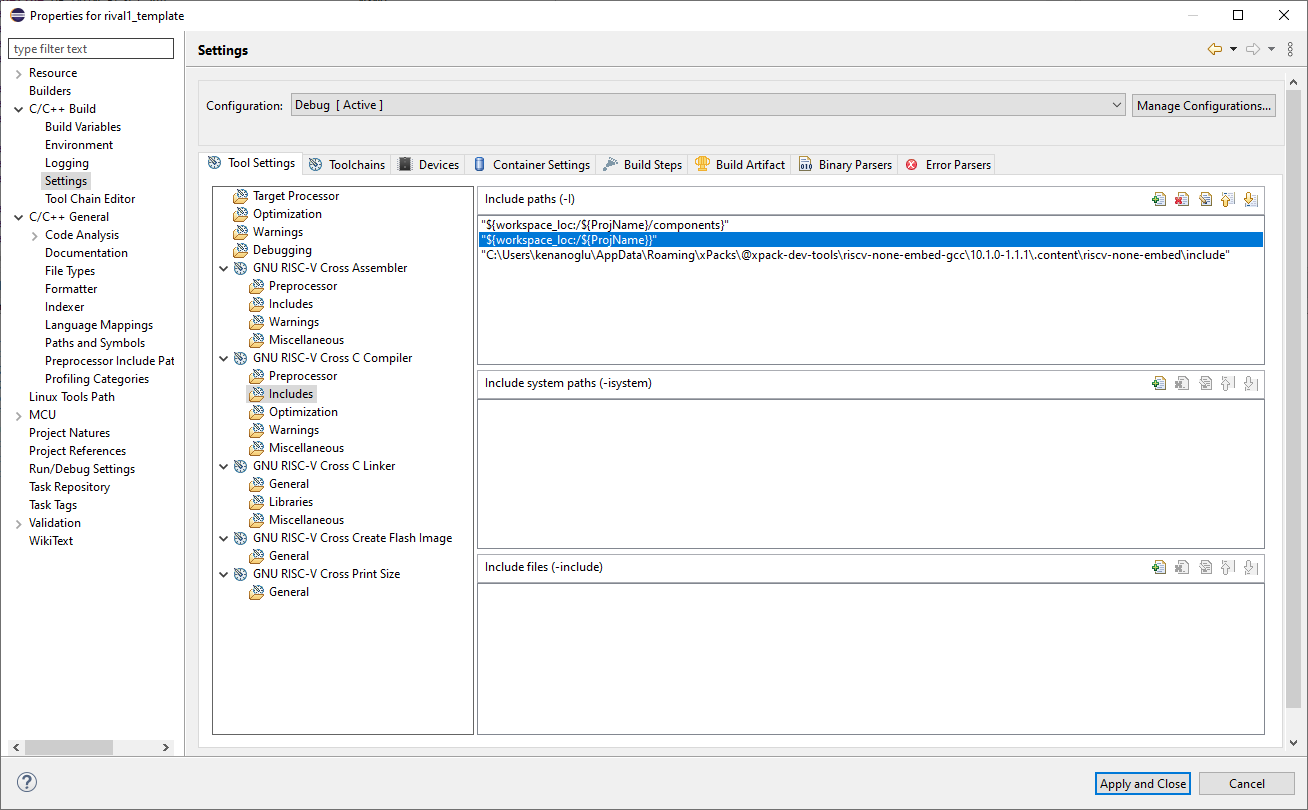 Properties for rival1_template
type filter text
Settings
Resource
Builders
C/C++ Build
Build Variables
Environment
Logging
Settings
Tool Chain Editor
C/C++ General
Code Analysis
Documentation
File Types
Formatter
Indexer
Language Mappings
Paths and Symbols
Preprocessor Include Pat
Profiling Categories
Linux Tools Path
MCU
Project Natures
Project References
Run/Debug Settings
Task Repository
Task Tags
Validation
WikiText
Configuration:
Debug [ Active ]
Manage Configurations...
Tool Settings
Toolchains
Devices
Container Settings
Build Steps
Build Artifact
Binary Parsers
Error Parsers
Target Processor
Optimization
Warnings
Debugging
GNU RISC-V Cross Assembler
Preprocessor
Includes
Warnings
Miscellaneous
GNU RISC-V Cross C Compiler
Preprocessor
Includes
Optimization
Warnings
Miscellaneous
GNU RISC-V Cross C Linker
General
Libraries
Miscellaneous
GNU RISC-V Cross Create Flash Image
General
GNU RISC-V Cross Print Size
General
Include paths (-I)
"${workspace_loc:/${ProjName}/components}"
"${workspace_loc:/${ProjName}}"
"C:\Users\kenanoglu\AppData\Roaming\xPacks\@xpack-dev-tools\riscv-none-embed-gcc\10.1.0-1.1.1\.content\riscv-none-embed\include"
Include system paths (-isystem)
Include files (-include)
Apply and Close
Cancel